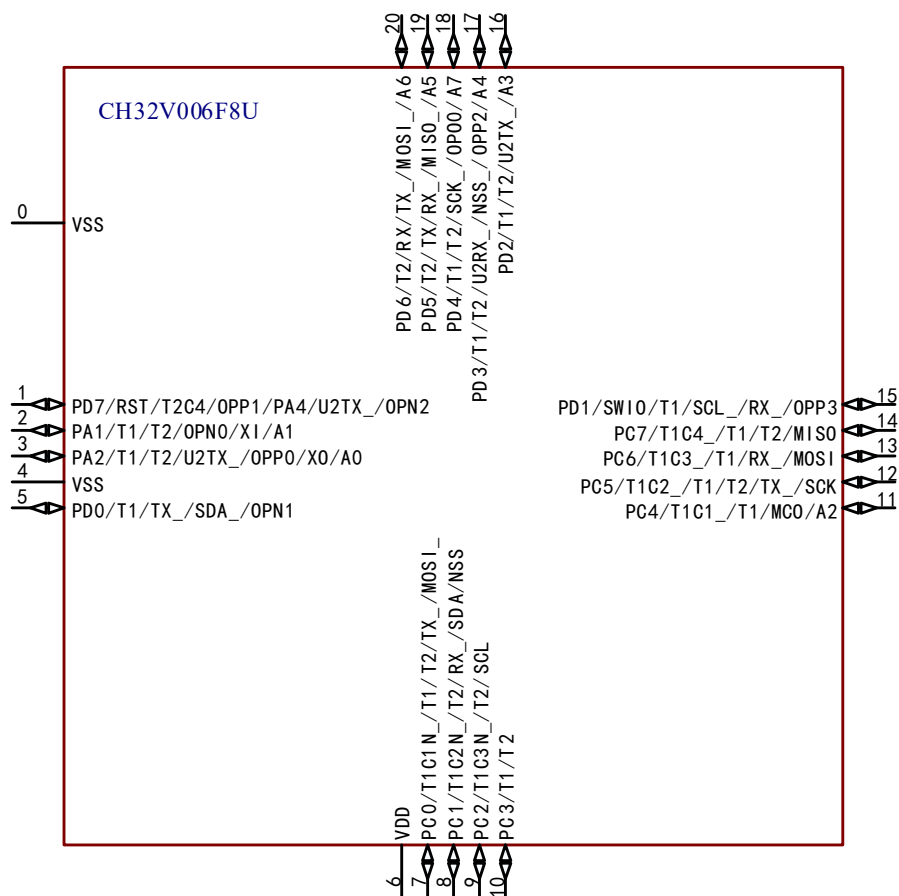 20
19
18
17
16
CH32V006F8U
PD6/T2/RX/TX_/MOSI_/A6
PD5/T2/TX/RX_/MISO_/A5
PD4/T1/T2/SCK_/OPO0/A7
PD3/T1/T2/U2RX_/NSS_/OPP2/A4
PD2/T1/T2/U2TX_/A3
0 VSS
1 PD7/RST/T2C4/OPP1/PA4/U2TX_/OPN2
2 PA1/T1/T2/OPN0/XI/A1
3 PA2/T1/T2/U2TX_/OPP0/XO/A0
4 VSS
5 PD0/T1/TX_/SDA_/OPN1
PD1/SWIO/T1/SCL_/RX_/OPP3 15
PC7/T1C4_/T1/T2/MISO 14
PC6/T1C3_/T1/RX_/MOSI 13
PC5/T1C2_/T1/T2/TX_/SCK 12
PC4/T1C1_/T1/MCO/A2 11
VDD
PC0/T1C1N_/T1/T2/TX_/MOSI_
PC1/T1C2N_/T2/RX_/SDA/NSS
PC2/T1C3N_/T2/SCL
PC3/T1/T2
6
7
8
9
10